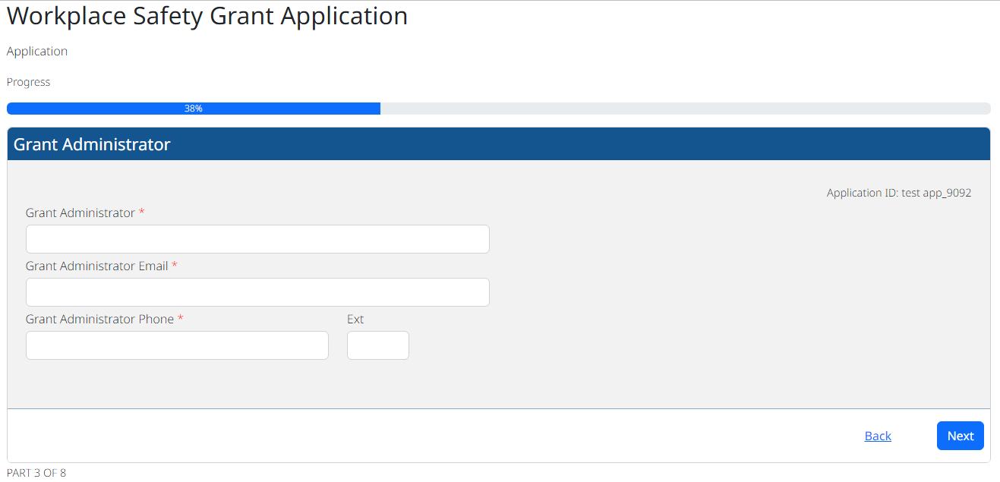 Workplace Safety Grant Application
Application
Progress
38%
Grant Administrator
Application ID: test app_9092
Grant Administrator *
Grant Administrator Email *
Grant Administrator Phone * Ext
Back Next
PART 3 OF 8